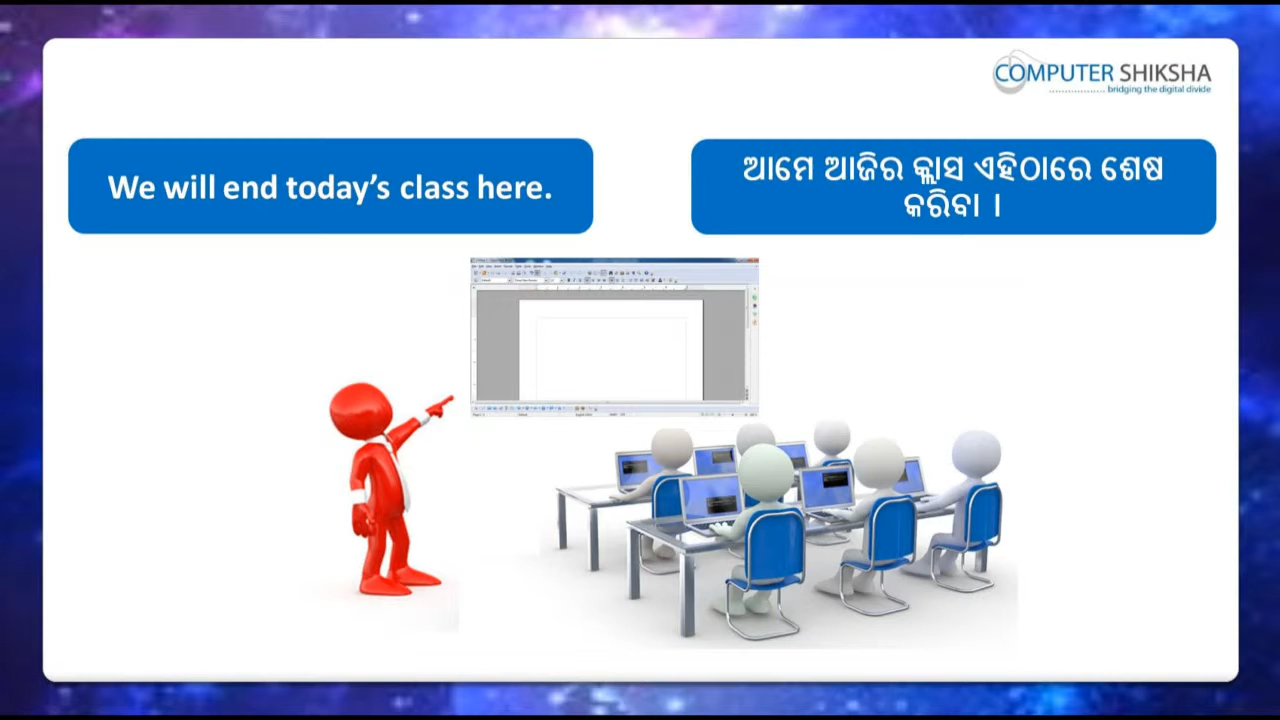 COMPUTER SHIKSHA
bridging the digital divide
We will end today's class here.
ଆମେ ଆଜିର କ୍ଲାସ ଏହିଠାରେ ଶେଷ
କରିବା ।